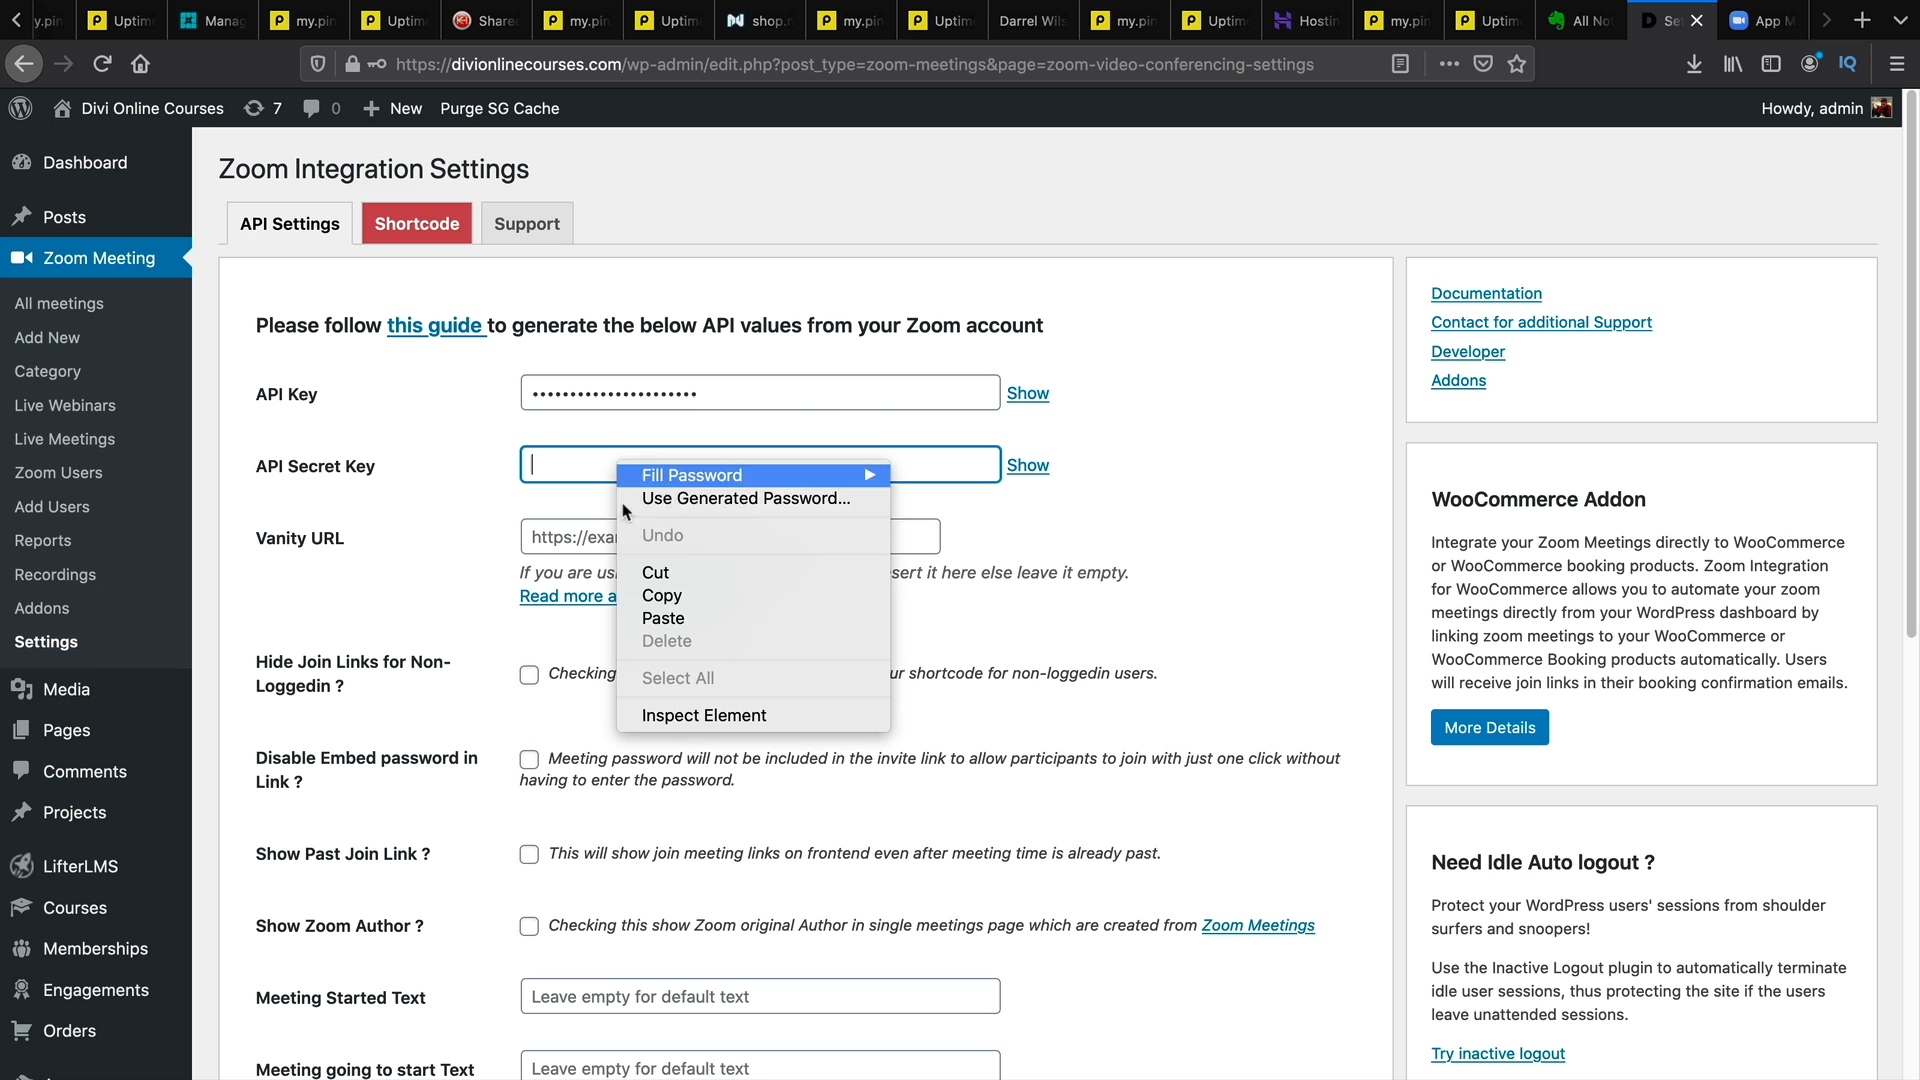 y.pin
Uptim
Manag
my.pin
Uptim
Shared
my.pin
Uptim
shop.n
my.pin
Uptim
Darrel Wils
my.pin
Uptim
Hostin
my.pin
Uptim
All Not
Set
App M
https://divionlinecourses.com/wp-admin/edit.php?post_type=zoom-meetings&page=zoom-video-conferencing-settings
IQ
Divi Online Courses
7
0
New
Purge SG Cache
Howdy, admin
Dashboard
Posts
Zoom Meeting
All meetings
Add New
Category
Live Webinars
Live Meetings
Zoom Users
Add Users
Reports
Recordings
Addons
Settings
Media
Pages
Comments
Projects
LifterLMS
Courses
Memberships
Engagements
Orders
Zoom Integration Settings
API Settings
Shortcode
Support
Please follow this guide to generate the below API values from your Zoom account
API Key
••••••••••••••••••••••
Show
API Secret Key
Show
Vanity URL
https://exa
If you are us
sert it here else leave it empty.
Read more a
Fill Password
Use Generated Password...
Undo
Cut
Copy
Paste
Delete
Select All
Inspect Element
Hide Join Links for Non-
Loggedin ?
Checking
ur shortcode for non-loggedin users.
Disable Embed password in
Link ?
Meeting password will not be included in the invite link to allow participants to join with just one click without
having to enter the password.
Show Past Join Link ?
This will show join meeting links on frontend even after meeting time is already past.
Show Zoom Author ?
Checking this show Zoom original Author in single meetings page which are created from Zoom Meetings
Meeting Started Text
Leave empty for default text
Meeting going to start Text
Leave empty for default text
Documentation
Contact for additional Support
Developer
Addons
WooCommerce Addon
Integrate your Zoom Meetings directly to WooCommerce
or WooCommerce booking products. Zoom Integration
for WooCommerce allows you to automate your zoom
meetings directly from your WordPress dashboard by
linking zoom meetings to your WooCommerce or
WooCommerce Booking products automatically. Users
will receive join links in their booking confirmation emails.
More Details
Need Idle Auto logout ?
Protect your WordPress users' sessions from shoulder
surfers and snoopers!
Use the Inactive Logout plugin to automatically terminate
idle user sessions, thus protecting the site if the users
leave unattended sessions.
Try inactive logout